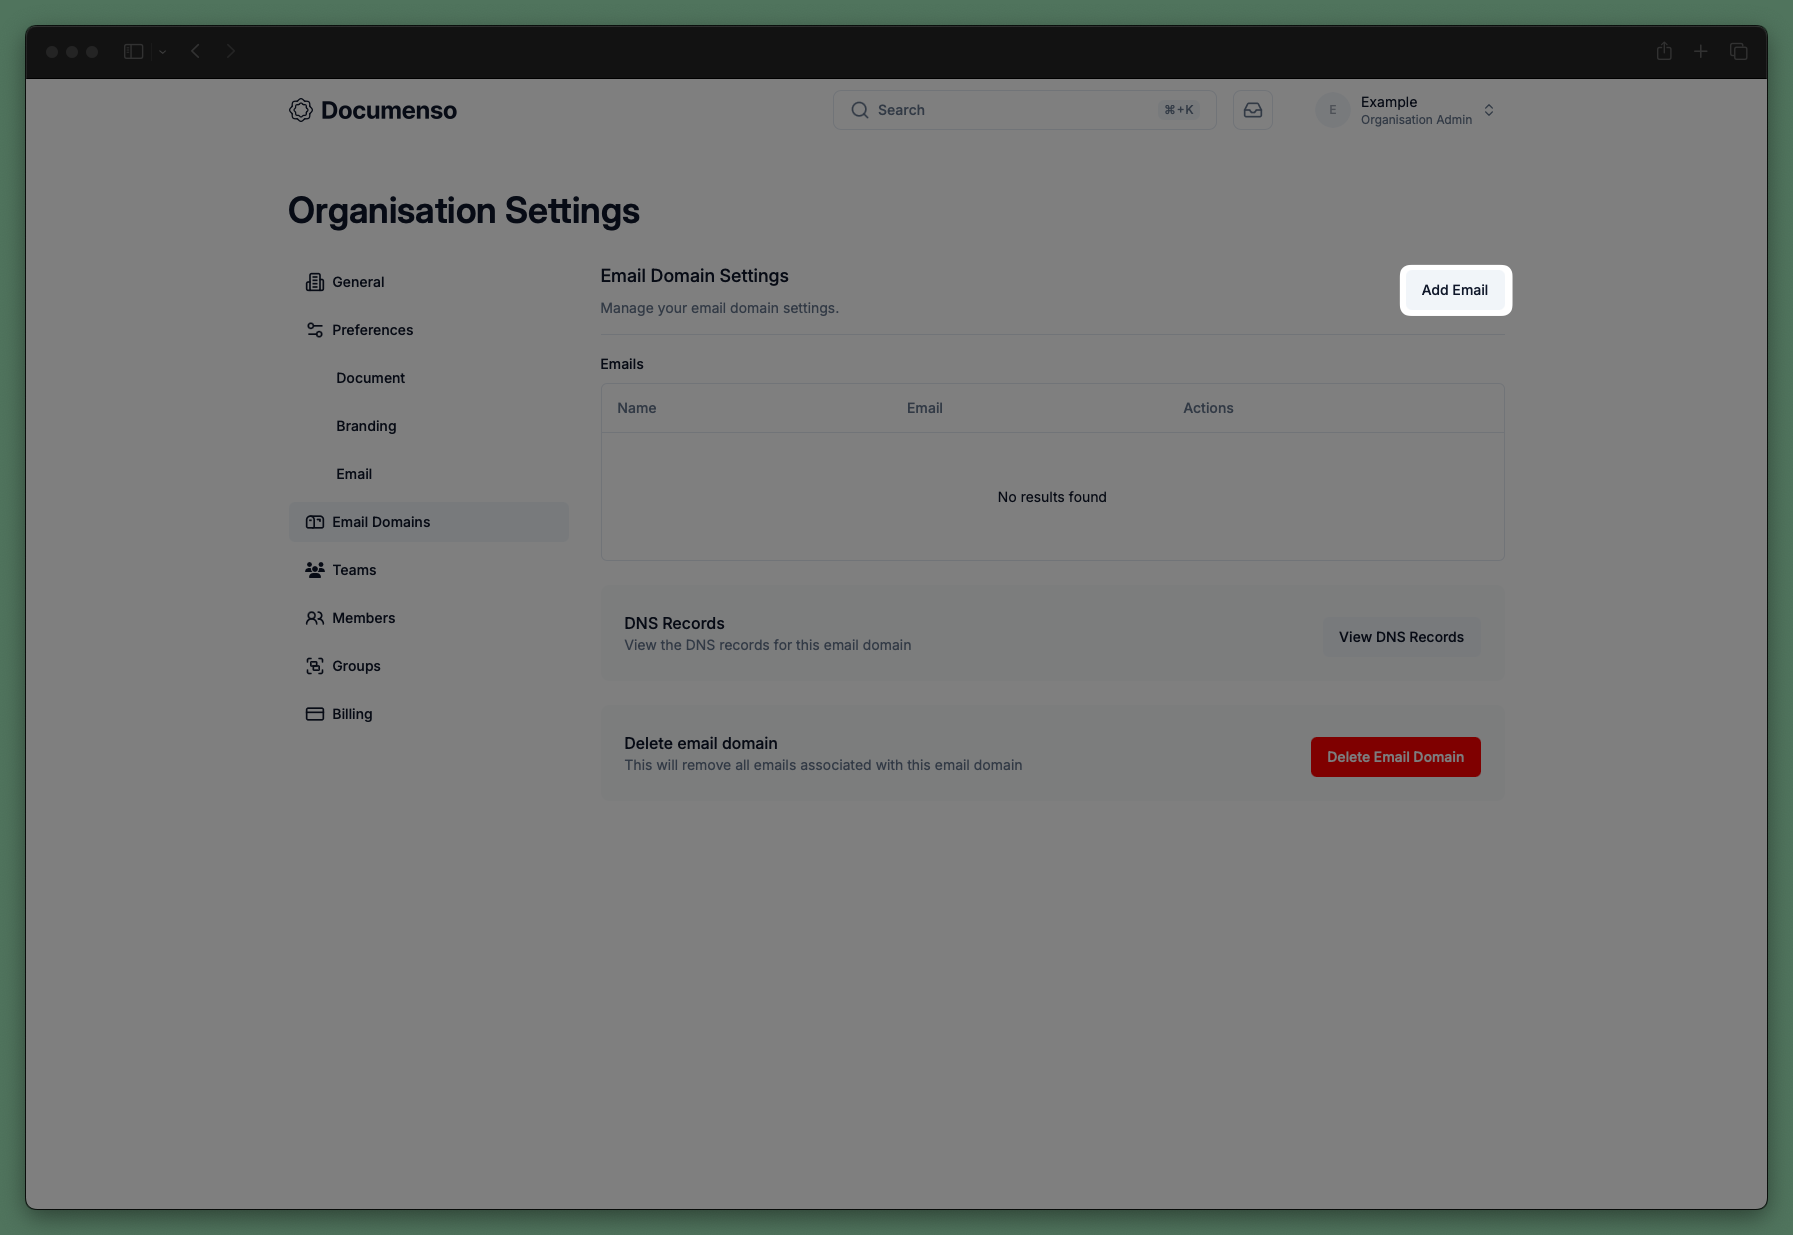 Documenso
Search ⌘+K
E
Example
Organisation Admin
Organisation Settings
General
Preferences
Document
Branding
Email
Email Domains
Teams
Members
Groups
Billing
Email Domain Settings
Manage your email domain settings.
Add Email
Emails
Name Email Actions
No results found
DNS Records
View the DNS records for this email domain
View DNS Records
Delete email domain
This will remove all emails associated with this email domain
Delete Email Domain